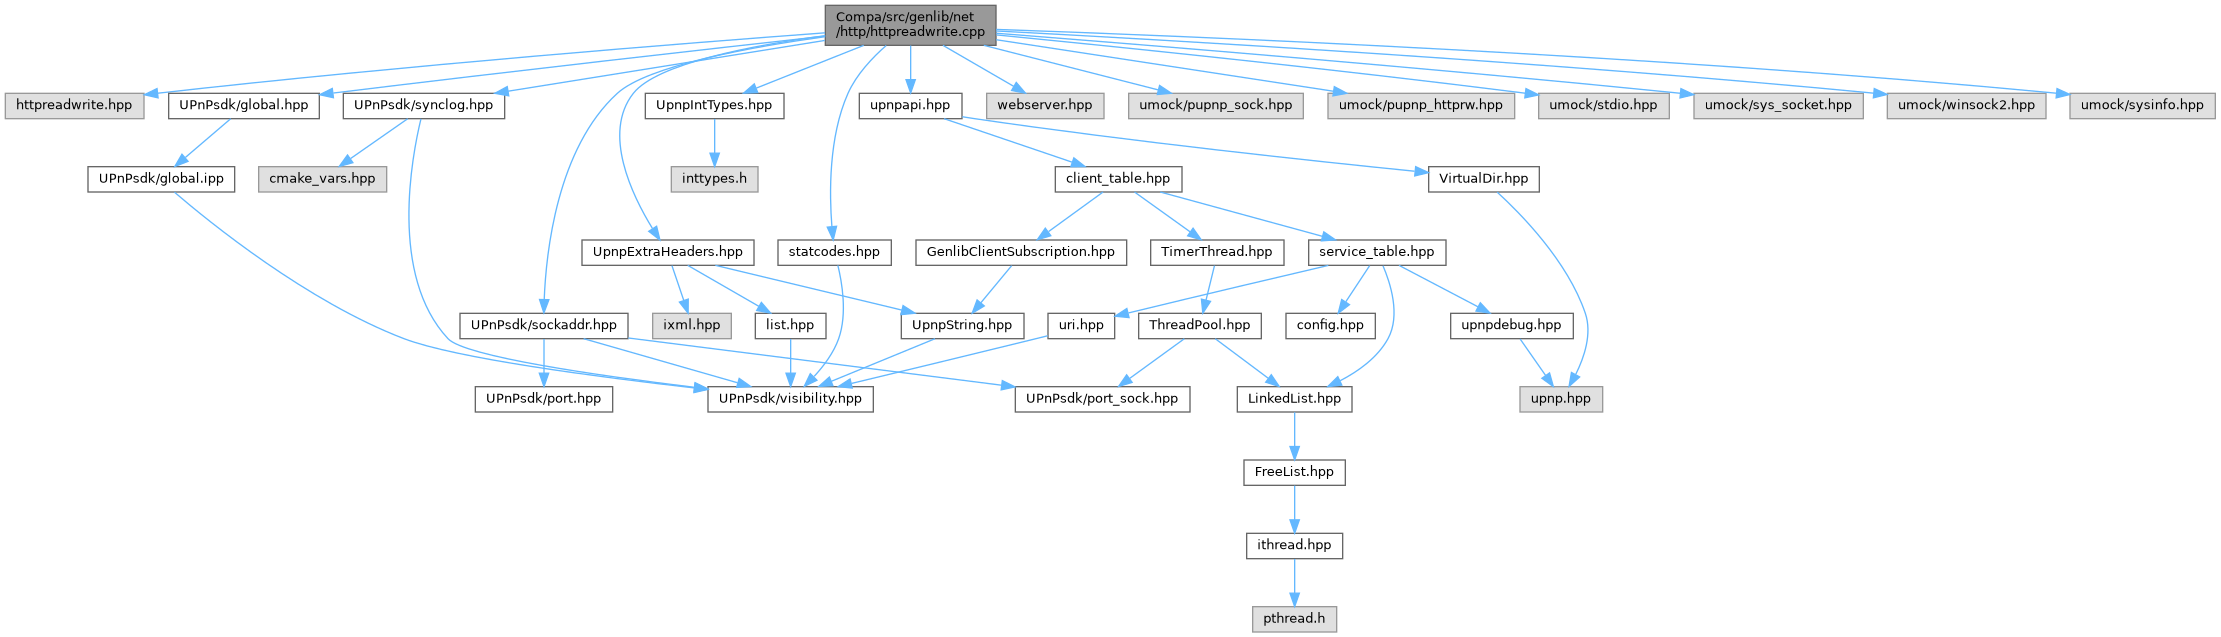 Compa/src/genlib/net
/http/httpreadwrite.cpp
httpreadwrite.hpp
UPnPsdk/global.hpp
UPnPsdk/synclog.hpp
UpnpIntTypes.hpp
upnpapi.hpp
webserver.hpp
umock/pupnp_sock.hpp
umock/pupnp_httprw.hpp
umock/stdio.hpp
umock/sys_socket.hpp
umock/winsock2.hpp
umock/sysinfo.hpp
UPnPsdk/global.ipp
cmake_vars.hpp
inttypes.h
client_table.hpp
VirtualDir.hpp
UpnpExtraHeaders.hpp
statcodes.hpp
GenlibClientSubscription.hpp
TimerThread.hpp
service_table.hpp
UPnPsdk/sockaddr.hpp
ixml.hpp
list.hpp
UpnpString.hpp
uri.hpp
ThreadPool.hpp
config.hpp
upnpdebug.hpp
UPnPsdk/port.hpp
UPnPsdk/visibility.hpp
UPnPsdk/port_sock.hpp
LinkedList.hpp
upnp.hpp
FreeList.hpp
ithread.hpp
pthread.h